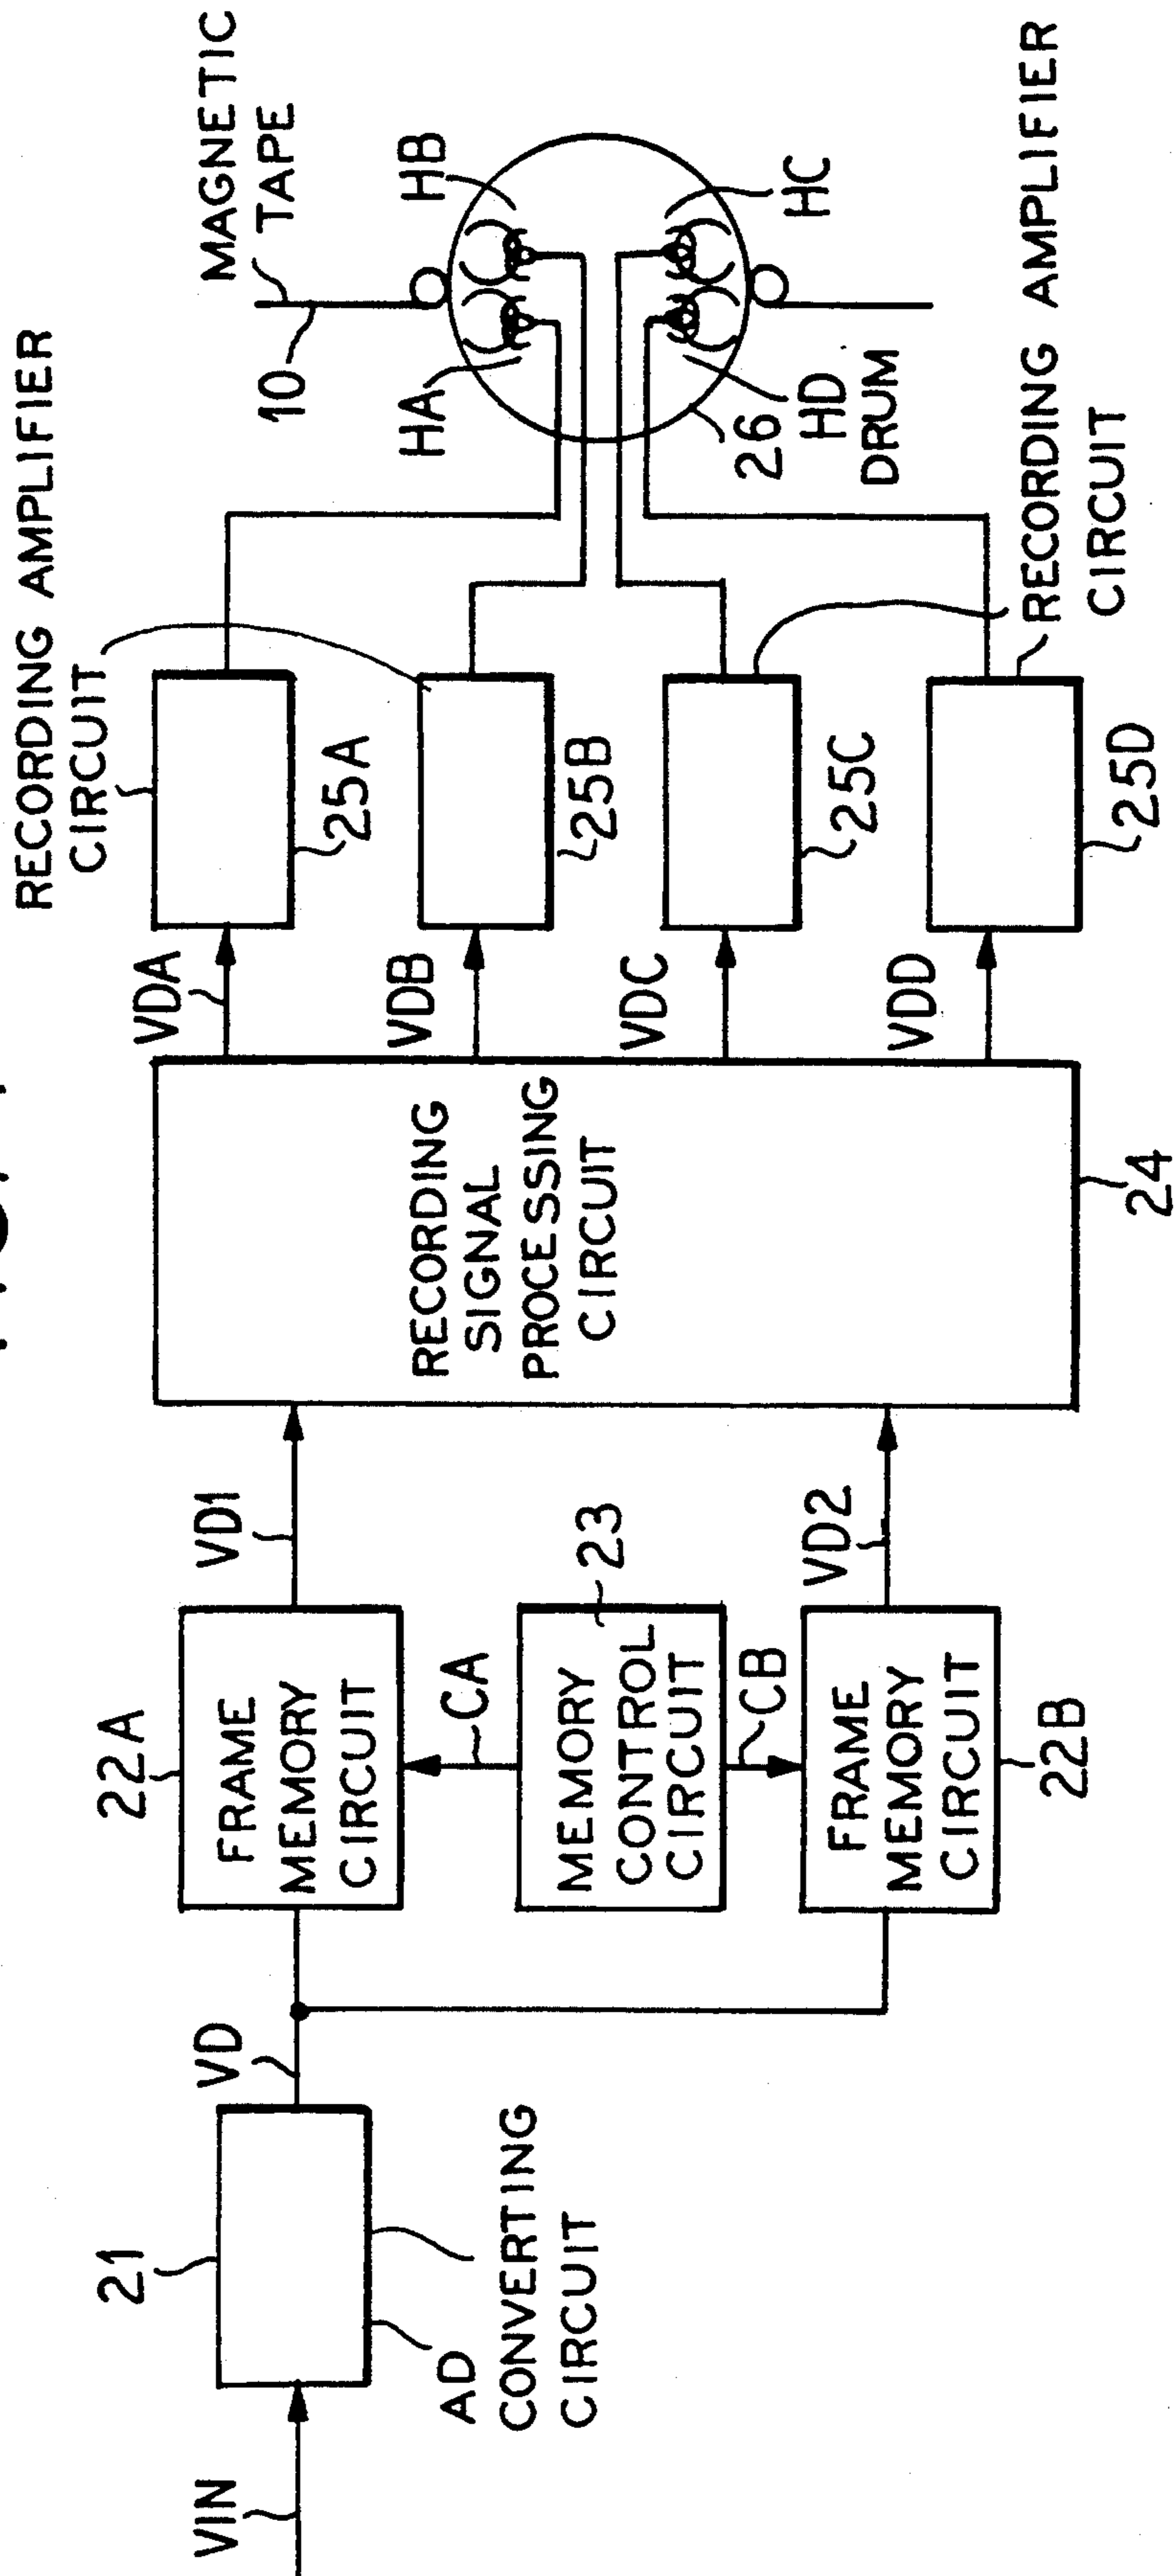 RECORDING AMPLIFIER
CIRCUIT
MAGNETIC
TAPE
10
VIN
21
AD
CONVERTING
CIRCUIT
VD
22A
FRAME
MEMORY
CIRCUIT
CA
MEMORY
CONTROL
CIRCUIT
23
CB
FRAME
MEMORY
CIRCUIT
22B
VD1
VD2
RECORDING
SIGNAL
PROCESSING
CIRCUIT
24
VDA
VDB
VDC
VDD
25A
25B
25C
25D
HA
HB
HC
HD
26
DRUM
RECORDING AMPLIFIER
CIRCUIT